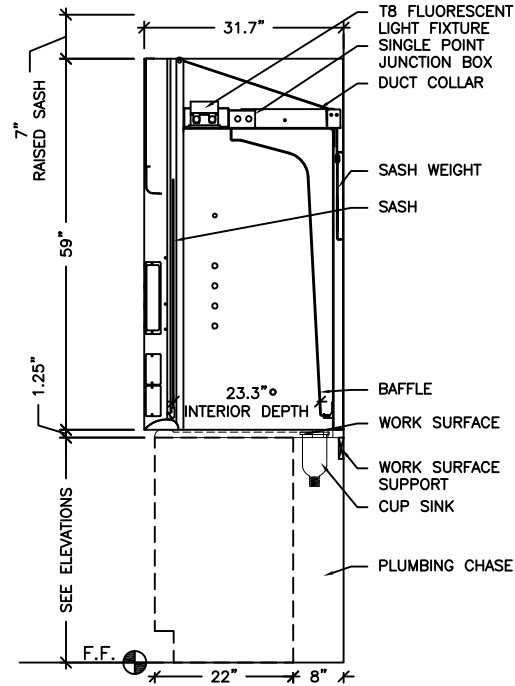 T8 FLUORESCENT
LIGHT FIXTURE
SINGLE POINT
JUNCTION BOX
DUCT COLLAR
31.7”
7”
RAISED SASH
SASH WEIGHT
SASH
59”
1.25”
23.3”
INTERIOR DEPTH
BAFFLE
WORK SURFACE
WORK SURFACE
SUPPORT
CUP SINK
SEE ELEVATIONS
PLUMBING CHASE
F.F.
22”
8”